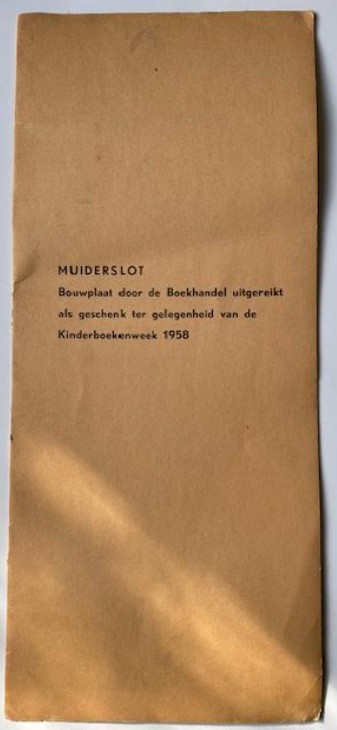 MUIDERSLOT
Bouwplaat door de Boekhandel uitgereikt
als geschenk ter gelegenheid van de
Kinderboekenweek 1958